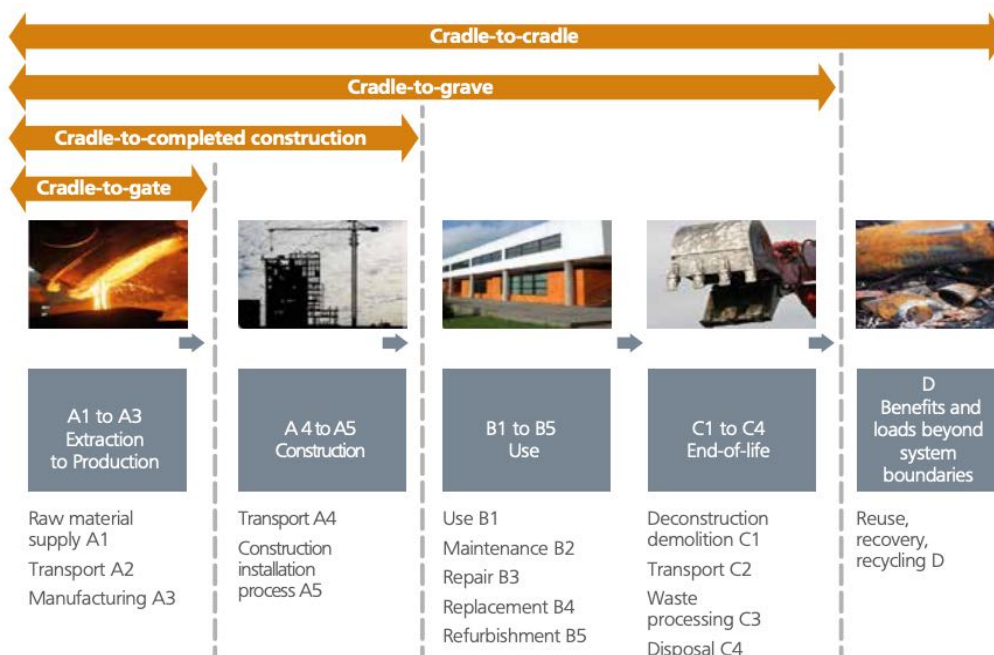 Cradle-to-cradle
Cradle-to-grave
Cradle-to-completed construction
Cradle-to-gate
A1 to A3
Extraction
to Production
A 4 to A5
Construction
B1 to B5
Use
C1 to C4
End-of-life
D
Benefits and
loads beyond
system
boundaries
Raw material
supply A1
Transport A2
Manufacturing A3
Transport A4
Construction
installation
process A5
Use B1
Maintenance B2
Repair B3
Replacement B4
Refurbishment B5
Deconstruction
demolition C1
Transport C2
Waste
processing C3
Disposal C4
Reuse,
recovery,
recycling D